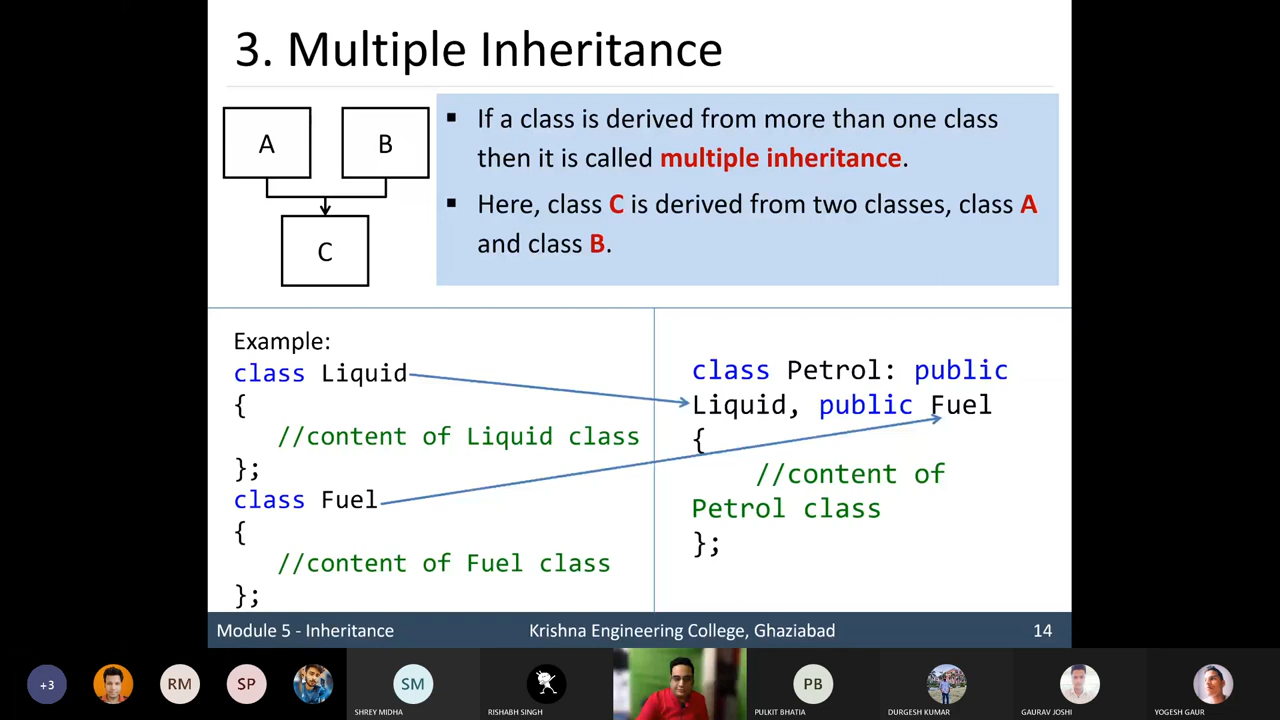 3. Multiple Inheritance
A
B
C
▪ If a class is derived from more than one class
then it is called multiple inheritance.
▪ Here, class C is derived from two classes, class A
and class B.
Example:
class Liquid
{
//content of Liquid class
};
class Fuel
{
//content of Fuel class
};
class Petrol: public
Liquid, public Fuel
{
//content of
Petrol class
};
Module 5 - Inheritance
Krishna Engineering College, Ghaziabad
14
+3
RM
SP
SM
SHREY MIDHA
RISHABH SINGH
PB
PULKIT BHATIA
DURGESH KUMAR
GAURAV JOSHI
YOGESH GAUR